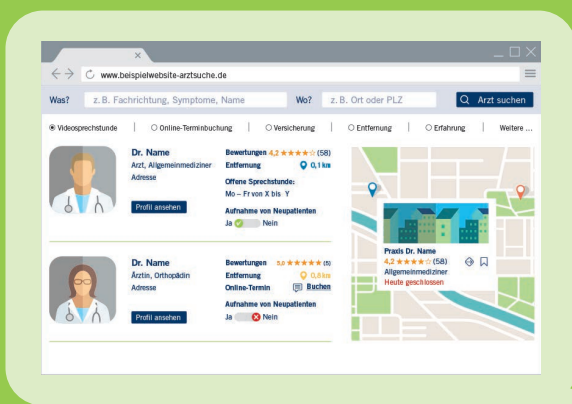 www.beispielwebsite-arztsuche.de
Was? z. B. Fachrichtung, Symptome, Name Wo? z. B. Ort oder PLZ Arzt suchen
Videosprechstunde | Online-Terminbuchung | Versicherung | Entfernung | Erfahrung | Weitere ...
Dr. Name
Arzt, Allgemeinmediziner
Adresse
Profil ansehen
Bewertungen 4,2 ★★★★☆ (58)
Entfernung 0,1 km
Offene Sprechstunde:
Mo – Fr von X bis Y
Aufnahme von Neupatienten
Ja Nein
Dr. Name
Ärztin, Orthopädin
Adresse
Profil ansehen
Bewertungen 5,0 ★★★★★ (5)
Entfernung 0,8 km
Online-Termin Buchen
Aufnahme von Neupatienten
Ja Nein
Praxis Dr. Name
4,2 ★★★★☆ (58)
Allgemeinmediziner
Heute geschlossen